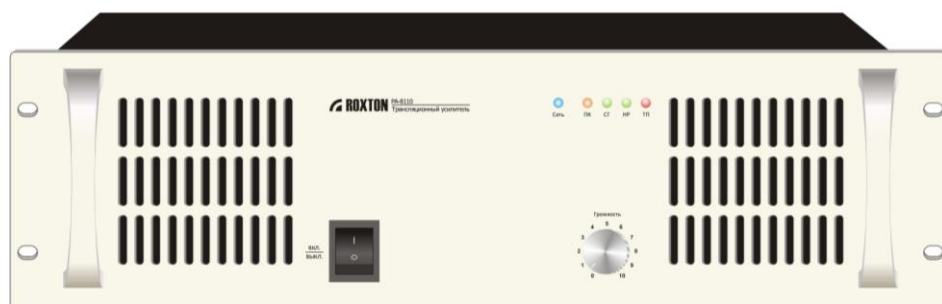 ROXTON PA-8110
Трансляционный усилитель
Сеть ПК СГ НР ТП
Громкость
0 1 2 3 4 5 6 7 8 9 10
ВКЛ.
ВЫКЛ.
I
O